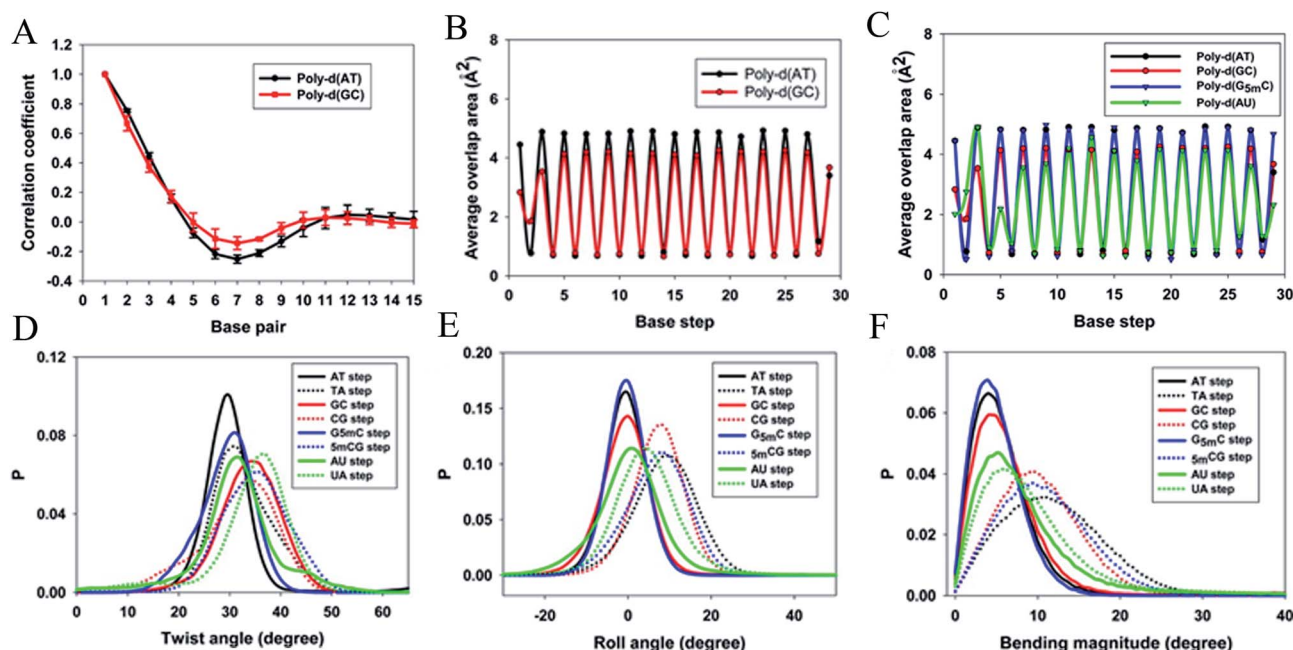 A
Correlation coefficient
1.2
1.0
0.8
0.6
0.4
0.2
0.0
-0.2
-0.4
Poly-d(AT)
Poly-d(GC)
1 2 3 4 5 6 7 8 9 10 11 12 13 14 15
Base pair
B
Average overlap area (Å²)
8
6
4
2
0
Poly-d(AT)
Poly-d(GC)
0 5 10 15 20 25 30
Base step
C
Average overlap area (Å²)
8
6
4
2
0
Poly-d(AT)
Poly-d(GC)
Poly-d(G5mC)
Poly-d(AU)
0 5 10 15 20 25 30
Base step
D
P
0.12
0.08
0.04
0.00
AT step
TA step
GC step
CG step
G5mC step
5mCG step
AU step
UA step
0 10 20 30 40 50 60
Twist angle (degree)
E
P
0.20
0.15
0.10
0.05
0.00
AT step
TA step
GC step
CG step
G5mC step
5mCG step
AU step
UA step
-20 0 20 40
Roll angle (degree)
F
P
0.08
0.06
0.04
0.02
0.00
AT step
TA step
GC step
CG step
G5mC step
5mCG step
AU step
UA step
0 10 20 30 40
Bending magnitude (degree)